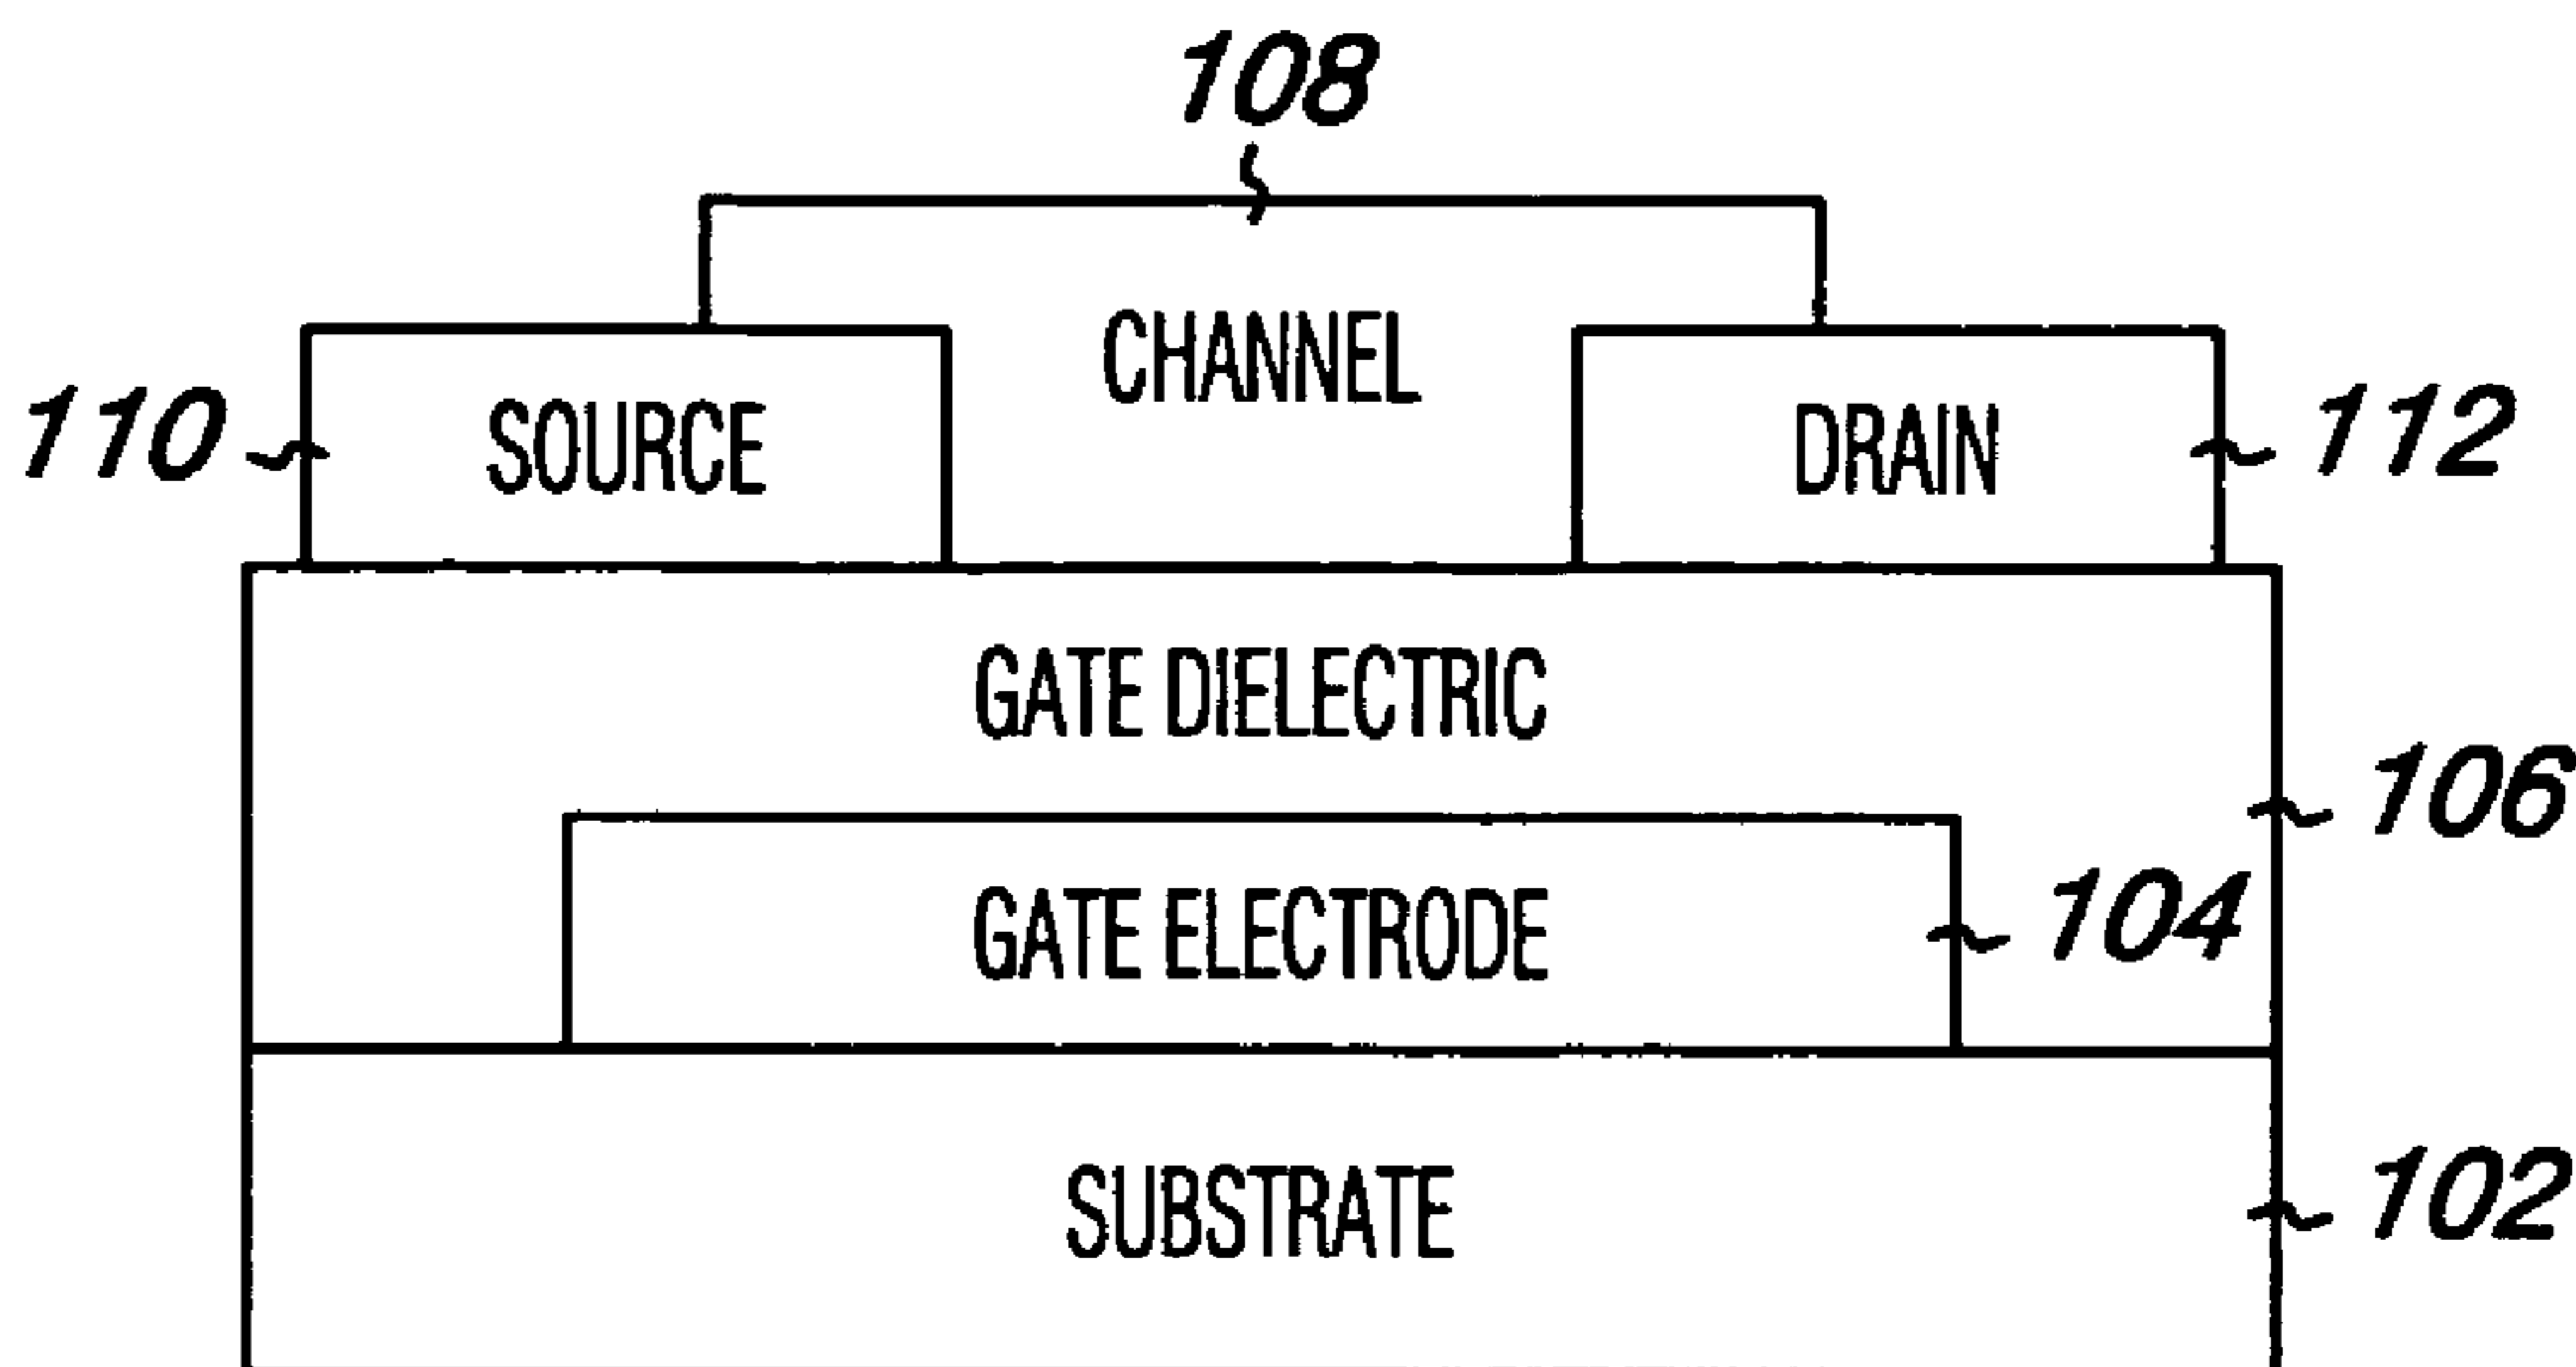 108
CHANNEL
110 SOURCE DRAIN 112
GATE DIELECTRIC
106
GATE ELECTRODE 104
SUBSTRATE 102